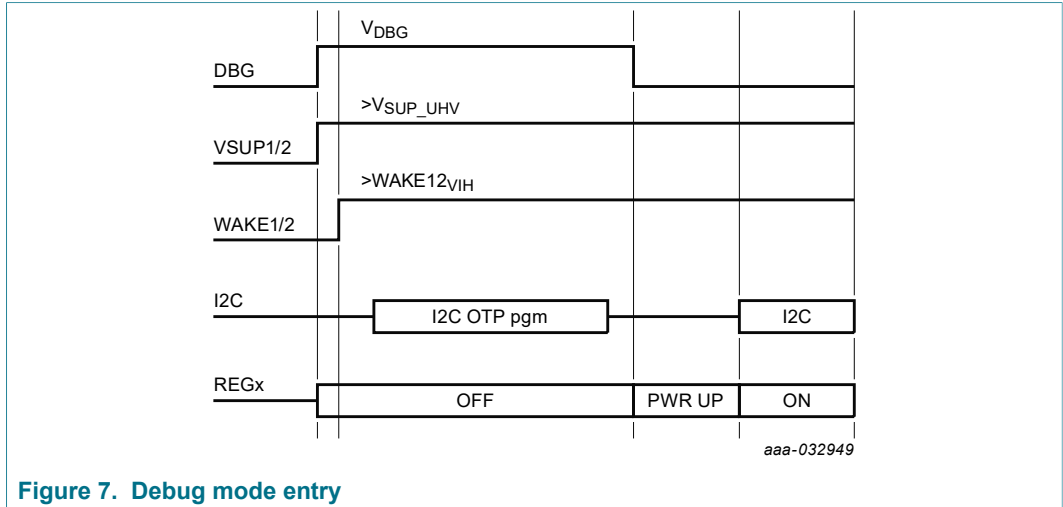 VDBG
DBG
>VSUP_UHV
VSUP1/2
>WAKE12VIH
WAKE1/2
I2C
I2C OTP pgm
I2C
REGx
OFF
PWR UP
ON
aaa-032949
Figure 7. Debug mode entry